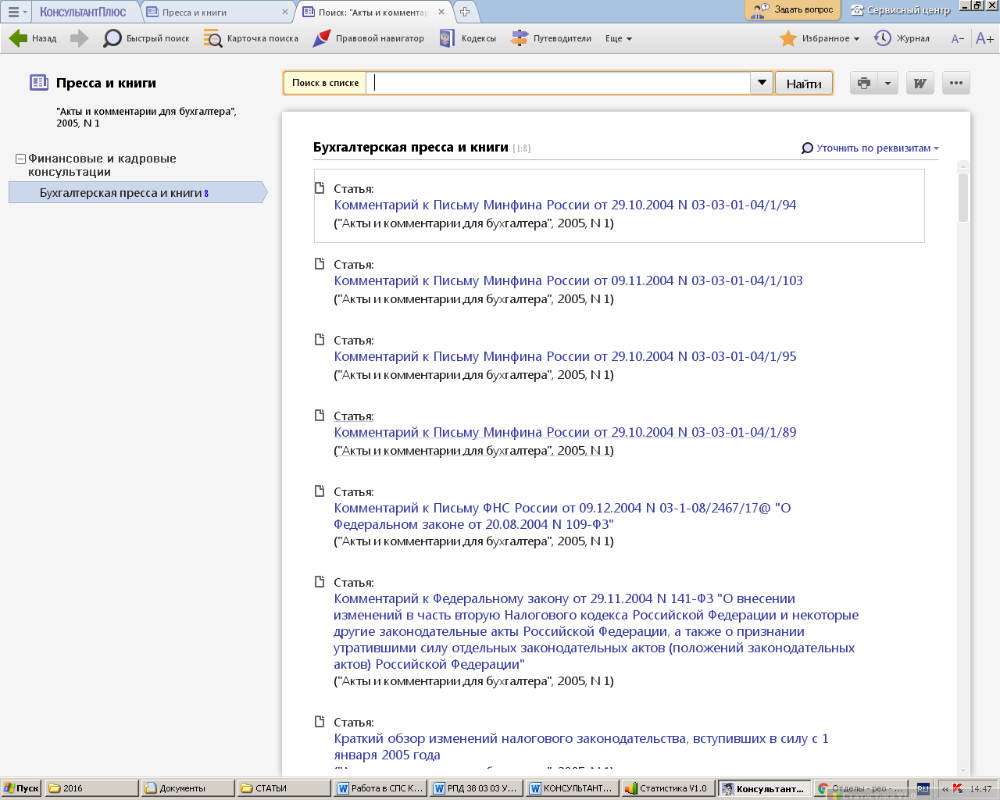 КОНСУЛЬТАНТПЛЮС
Пресса и книги
Поиск: "Акты и комментар
Задать вопрос
Сервисный центр
Назад
Быстрый поиск
Карточка поиска
Правовой навигатор
Кодексы
Путеводители
Еще
Избранное
Журнал
А-
А+
Пресса и книги
"Акты и комментарии для бухгалтера",
2005, N 1
Финансовые и кадровые
консультации
Бухгалтерская пресса и книги 8
Поиск в списке
Найти
W
Бухгалтерская пресса и книги [1:8]
Уточнить по реквизитам
Статья:
Комментарий к Письму Минфина России от 29.10.2004 N 03-03-01-04/1/94
("Акты и комментарии для бухгалтера", 2005, N 1)
Статья:
Комментарий к Письму Минфина России от 09.11.2004 N 03-03-01-04/1/103
("Акты и комментарии для бухгалтера", 2005, N 1)
Статья:
Комментарий к Письму Минфина России от 29.10.2004 N 03-03-01-04/1/95
("Акты и комментарии для бухгалтера", 2005, N 1)
Статья:
Комментарий к Письму Минфина России от 29.10.2004 N 03-03-01-04/1/89
("Акты и комментарии для бухгалтера", 2005, N 1)
Статья:
Комментарий к Письму ФНС России от 09.12.2004 N 03-1-08/2467/17@ "О
Федеральном законе от 20.08.2004 N 109-ФЗ"
("Акты и комментарии для бухгалтера", 2005, N 1)
Статья:
Комментарий к Федеральному закону от 29.11.2004 N 141-ФЗ "О внесении
изменений в часть вторую Налогового кодекса Российской Федерации и некоторые
другие законодательные акты Российской Федерации, а также о признании
утратившими силу отдельных законодательных актов (положений законодательных
актов) Российской Федерации"
("Акты и комментарии для бухгалтера", 2005, N 1)
Статья:
Краткий обзор изменений налогового законодательства, вступивших в силу с 1
января 2005 года
Пуск
2016
Документы
СТАТЬИ
Работа в СПС К...
РПД 38 03 03 У...
КОНСУЛЬТАНТ...
Статистика V1.0
Консультант...
Отделы - рео - ...
RU
14:47
Статистика V1.0